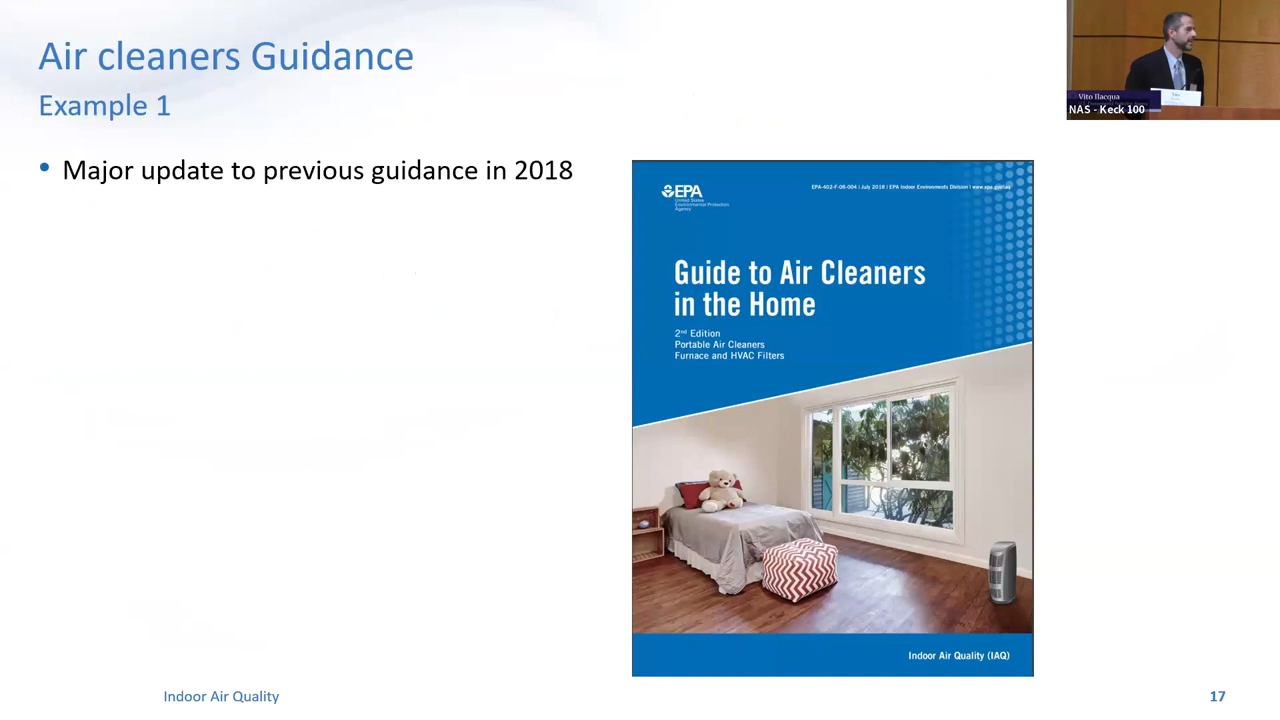 Air cleaners Guidance
Example 1
• Major update to previous guidance in 2018
Vito Ilacqua
NAS - Keck 100
EPA
United States
Environmental Protection
Agency
EPA-402-F-08-004 | July 2018 | EPA Indoor Environments Division | www.epa.gov/iaq
Guide to Air Cleaners
in the Home
2nd Edition
Portable Air Cleaners
Furnace and HVAC Filters
Indoor Air Quality (IAQ)
Indoor Air Quality
17